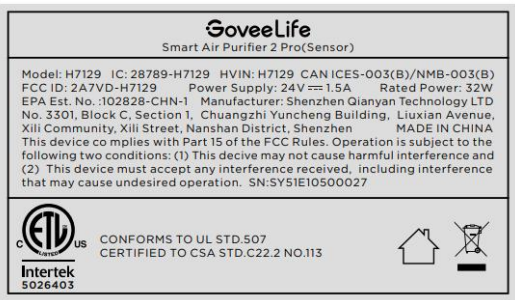 GoveeLife
Smart Air Purifier 2 Pro(Sensor)
Model: H7129 IC: 28789-H7129 HVIN: H7129 CAN ICES-003(B)/NMB-003(B)
FCC ID: 2A7VD-H7129 Power Supply: 24V⎓1.5A Rated Power: 32W
EPA Est. No. :102828-CHN-1 Manufacturer: Shenzhen Qianyan Technology LTD
No. 3301, Block C, Section 1, Chuangzhi Yuncheng Building, Liuxian Avenue,
Xili Community, Xili Street, Nanshan District, Shenzhen MADE IN CHINA
This device co mplies with Part 15 of the FCC Rules. Operation is subject to the
following two conditions: (1) This decive may not cause harmful interference and
(2) This device must accept any interference received, including interference
that may cause undesired operation. SN:SY51E10500027
C ETL LISTED US
Intertek
5026403
CONFORMS TO UL STD.507
CERTIFIED TO CSA STD.C22.2 NO.113